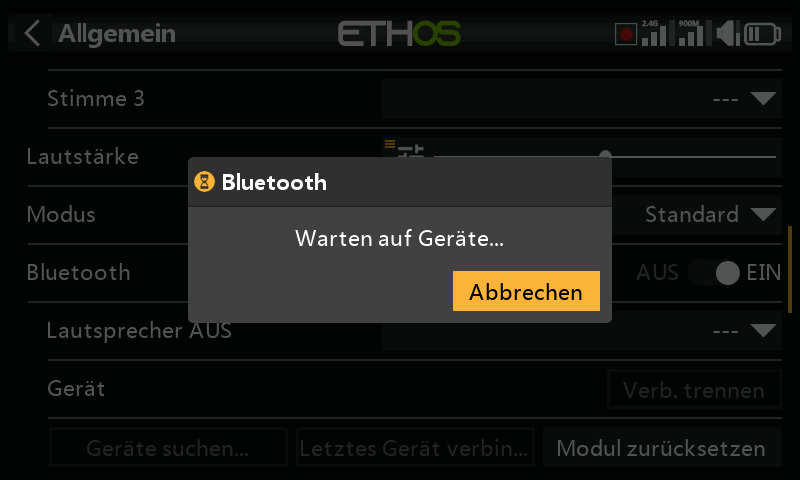 Allgemein
ETHOS
2.4G
900M
Stimme 3
---
Lautstärke
Modus
Standard
Bluetooth
Warten auf Geräte...
Abbrechen
Bluetooth
AUS
EIN
Lautsprecher AUS
---
Gerät
Verb. trennen
Geräte suchen...
Letztes Gerät verbin...
Modul zurücksetzen